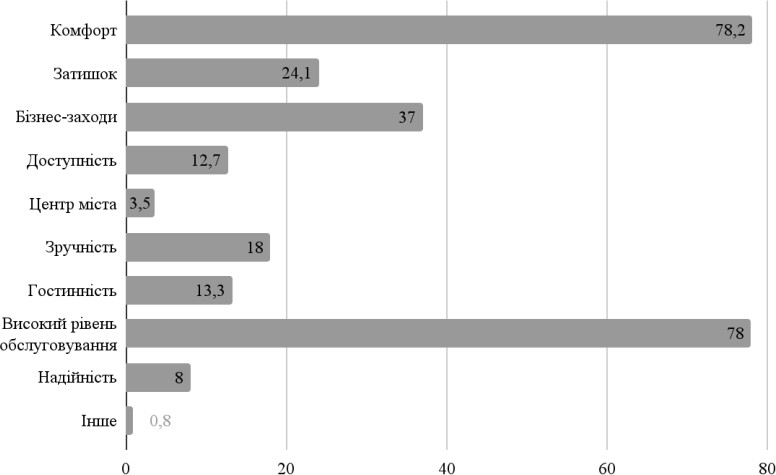 Комфорт 78,2
Затишок 24,1
Бізнес-заходи 37
Доступність 12,7
Центр міста 3,5
Зручність 18
Гостинність 13,3
Високий рівень
обслуговування 78
Надійність 8
Інше 0,8
0 20 40 60 80